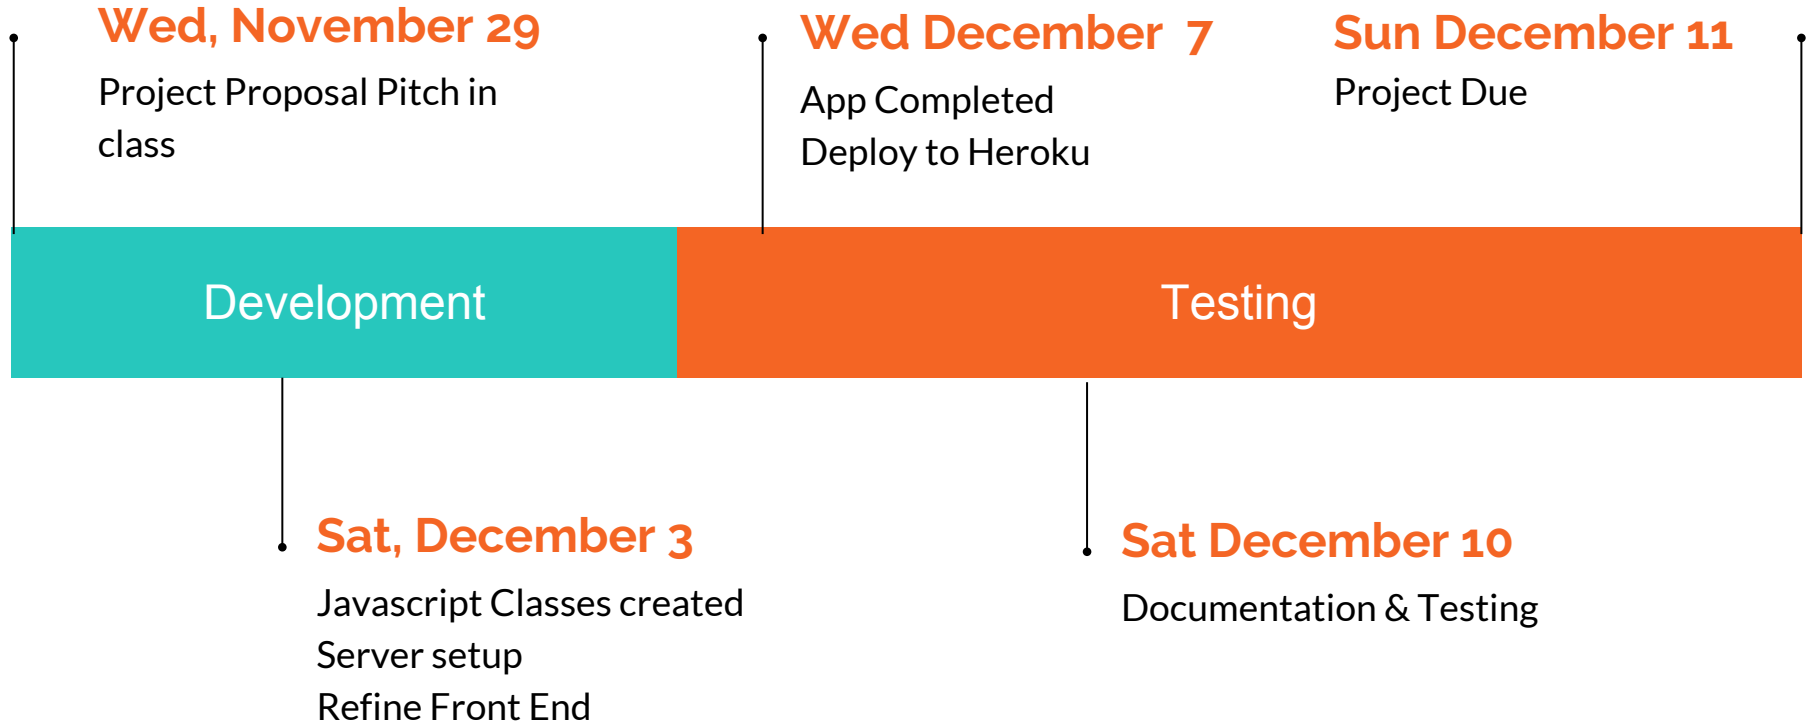 Wed, November 29
Project Proposal Pitch in
class
Wed December 7
App Completed
Deploy to Heroku
Sun December 11
Project Due
Development
Testing
Sat, December 3
Javascript Classes created
Server setup
Refine Front End
Sat December 10
Documentation & Testing